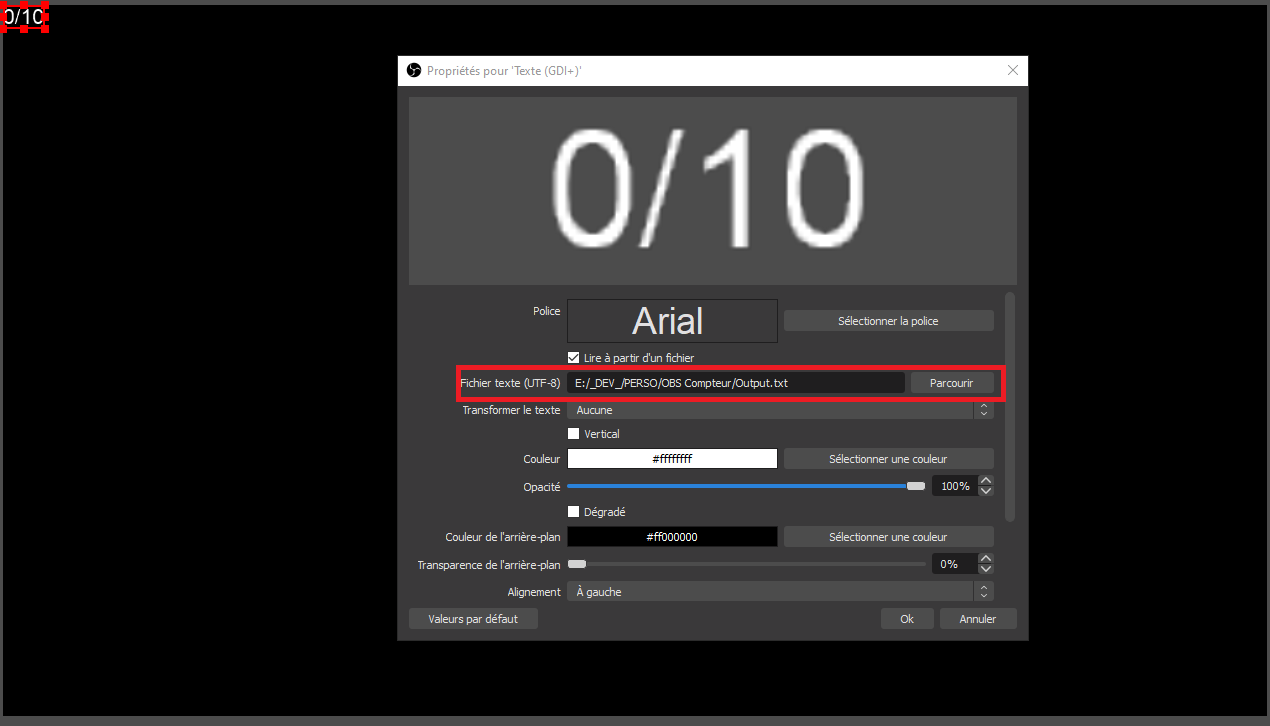 0/10
Propriétés pour 'Texte (GDI+)'
0/10
Police
Arial
Sélectionner la police
Lire à partir d'un fichier
Fichier texte (UTF-8)
E:/_DEV_/PERSO/OBS Compteur/Output.txt
Parcourir
Transformer le texte
Aucune
Vertical
Couleur
#ffffffff
Sélectionner une couleur
Opacité
100%
Dégradé
Couleur de l'arrière-plan
#ff000000
Sélectionner une couleur
Transparence de l'arrière-plan
0%
Alignement
À gauche
Valeurs par défaut
Ok
Annuler